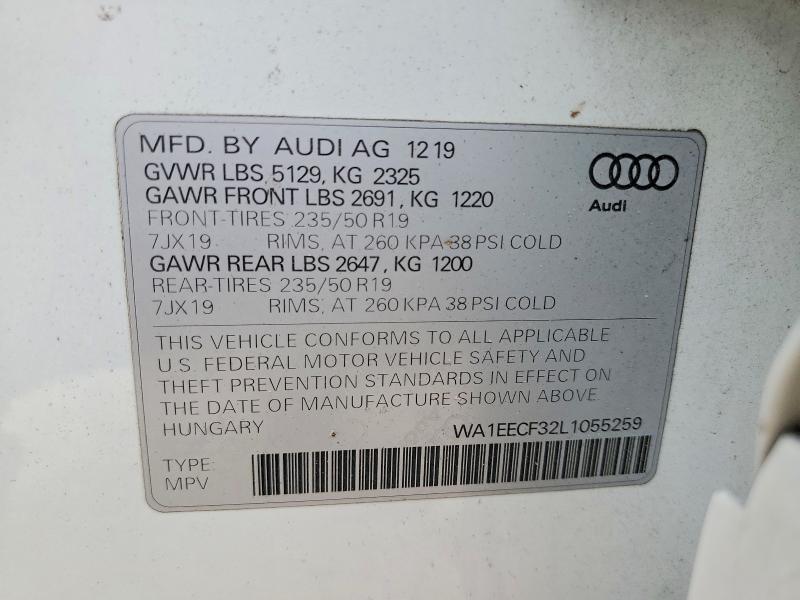 MFD. BY AUDI AG 12 19
GVWR LBS 5129, KG 2325
GAWR FRONT LBS 2691, KG 1220
FRONT-TIRES 235/50 R19
7JX19 RIMS, AT 260 KPA 38 PSI COLD
GAWR REAR LBS 2647, KG 1200
REAR-TIRES 235/50 R19
7JX19 RIMS, AT 260 KPA 38 PSI COLD
Audi
THIS VEHICLE CONFORMS TO ALL APPLICABLE
U.S. FEDERAL MOTOR VEHICLE SAFETY AND
THEFT PREVENTION STANDARDS IN EFFECT ON
THE DATE OF MANUFACTURE SHOWN ABOVE.
HUNGARY WA1EECF32L1055259
TYPE:
MPV